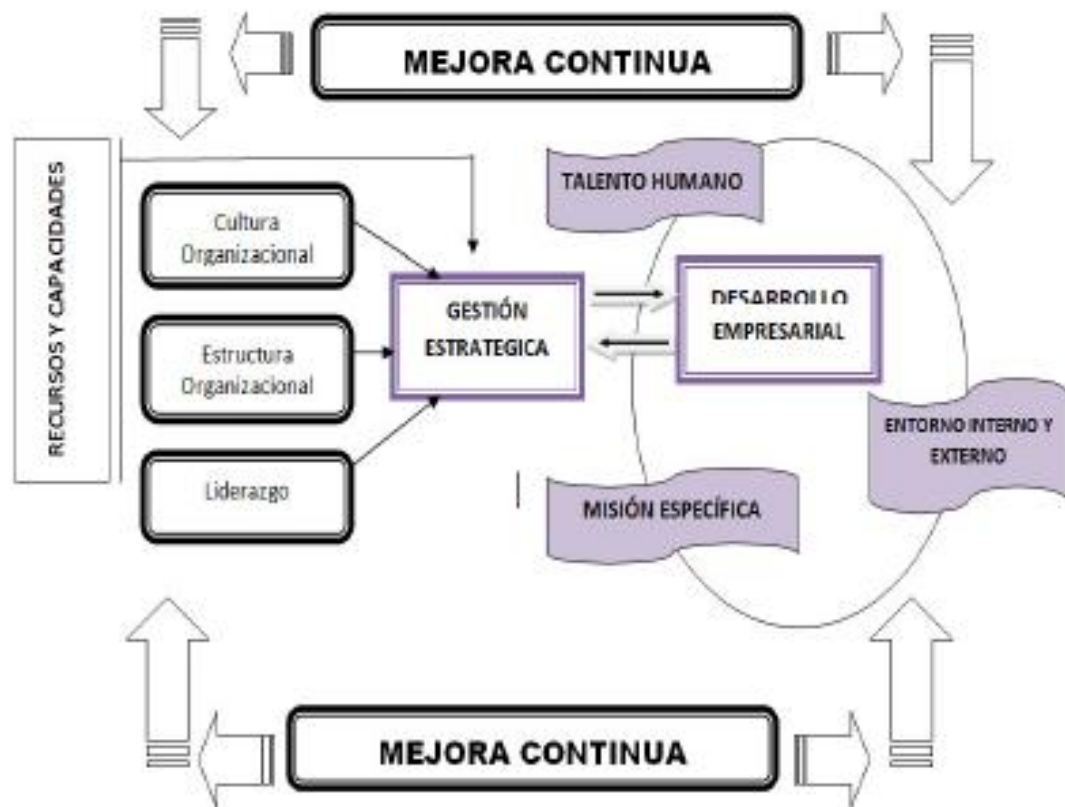 MEJORA CONTINUA
RECURSOS Y CAPACIDADES
Cultura
Organizacional
Estructura
Organizacional
Liderazgo
GESTIÓN
ESTRATEGICA
TALENTO HUMANO
DESARROLLO
EMPRESARIAL
ENTORNO INTERNO Y
EXTERNO
MISIÓN ESPECÍFICA
MEJORA CONTINUA